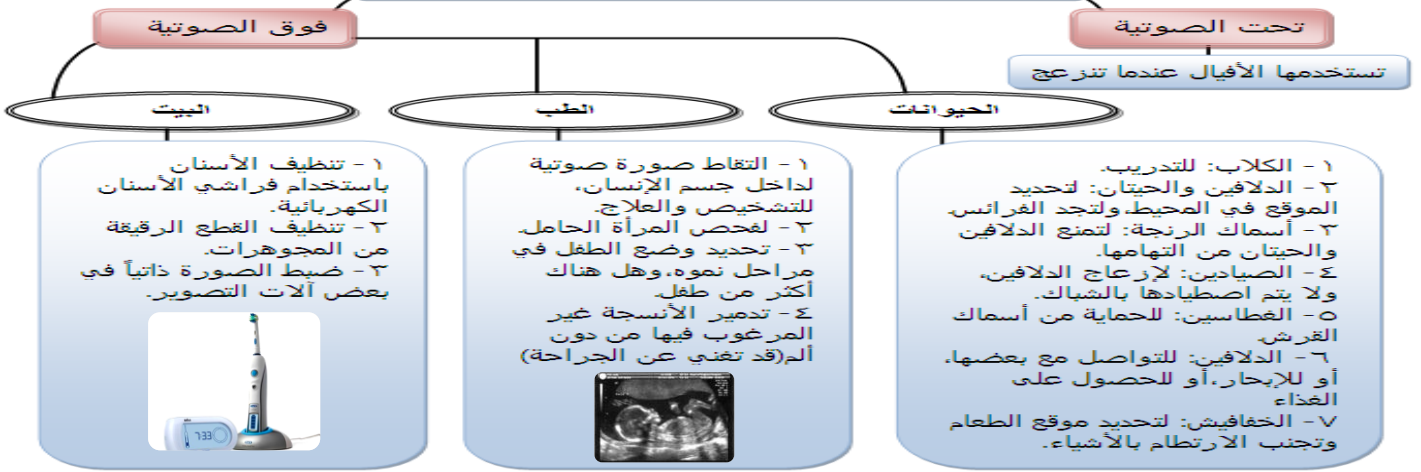 تحت الصوتية
تستخدمها الأفيال عندما تنزعج
فوق الصوتية
الحيوانات
١- الكلاب: للتدريب.
٢- الدلافين والحيتان: لتحديد
الموقع في المحيط،ولتجد الفرائس.
٣- أسماك الرنجة: لتمنع الدلافين
والحيتان من التهامها.
٤- الصيادين: لإزعاج الدلافين،
ولا يتم اصطيادها بالشباك.
٥- الغطاسين: للحماية من أسماك
القرش.
٦- الدلافين: للتواصل مع بعضها،
أو للإبحار،أو للحصول على
الغذاء
٧- الخفافيش: لتحديد موقع الطعام
وتجنب الارتطام بالأشياء.
الطب
١- التقاط صورة صوتية
لداخل جسم الإنسان،
للتشخيص والعلاج.
٢- لفحص المرأة الحامل.
٣- تحديد وضع الطفل في
مراحل نموه،وهل هناك
أكثر من طفل.
٤- تدمير الأنسجة غير
المرغوب فيها من دون
ألم(قد تغني عن الجراحة)
البيت
١- تنظيف الأسنان
باستخدام فراشي الأسنان
الكهربائية.
٢- تنظيف القطع الرقيقة
من المجوهرات.
٣- ضبط الصورة ذاتياً في
بعض آلات التصوير.